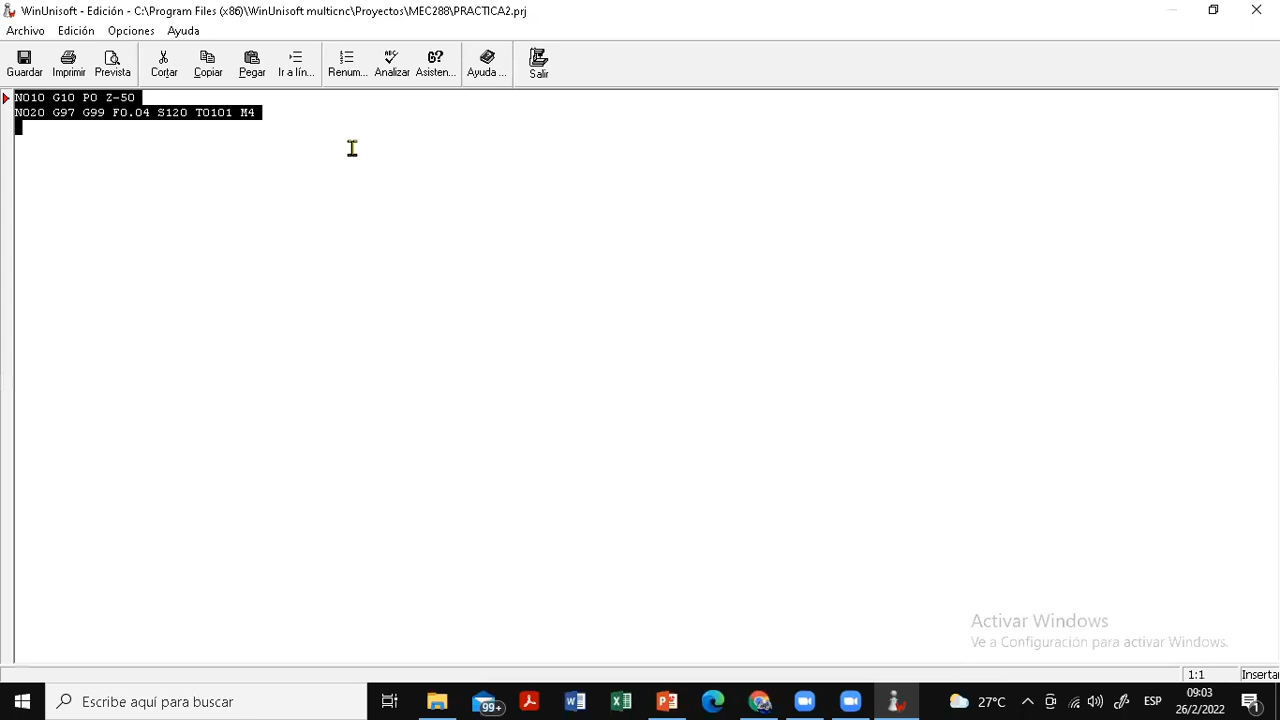 WinUnisoft - Edición - C:\Program Files (x86)\WinUnisoft multicnc\Proyectos\MEC288\PRACTICA2.prj
Archivo Edición Opciones Ayuda
Guardar Imprimir Prevista Cortar Copiar Pegar Ir a lín... Renum... Analizar Asisten... Ayuda ... Salir
N010 G10 P0 Z-50
N020 G97 G99 F0.04 S120 T0101 M4
Activar Windows
Ve a Configuración para activar Windows.
1:1 Insertar
Escribe aquí para buscar
99+
27°C
ESP
09:03
26/2/2022
1